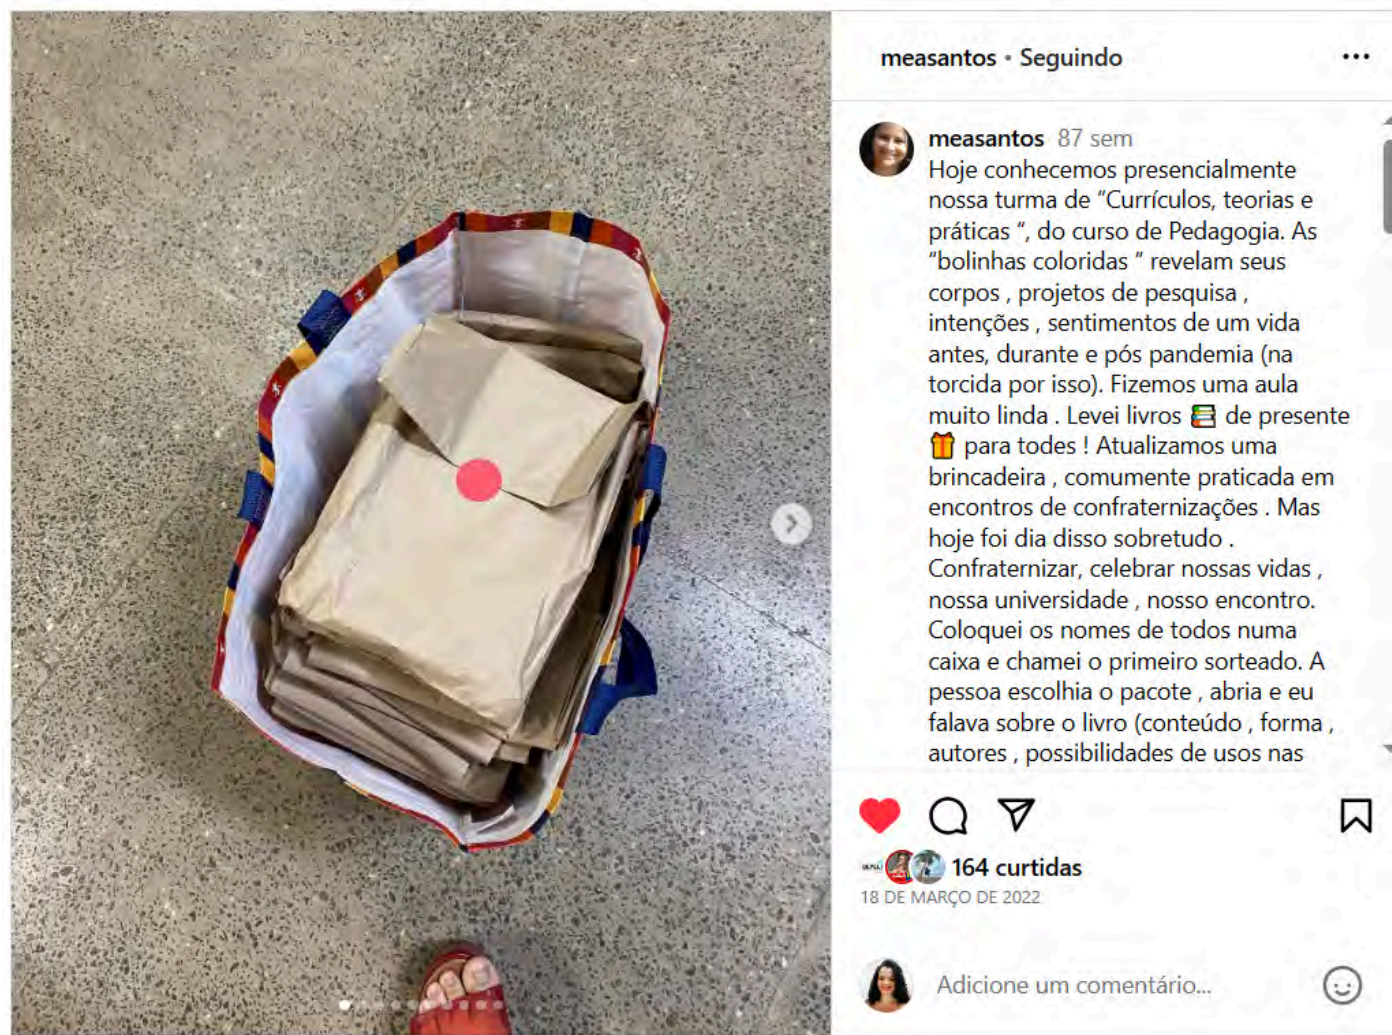 measantos • Seguindo
measantos 87 sem
Hoje conhecemos presencialmente
nossa turma de “Currículos, teorias e
práticas “, do curso de Pedagogia. As
“bolinhas coloridas “ revelam seus
corpos , projetos de pesquisa ,
intenções , sentimentos de um vida
antes, durante e pós pandemia (na
torcida por isso). Fizemos uma aula
muito linda . Levei livros 📚 de presente
🎁 para todes ! Atualizamos uma
brincadeira , comumente praticada em
encontros de confraternizações . Mas
hoje foi dia disso sobretudo .
Confraternizar, celebrar nossas vidas ,
nossa universidade , nosso encontro.
Coloquei os nomes de todos numa
caixa e chamei o primeiro sorteado. A
pessoa escolhia o pacote , abria e eu
falava sobre o livro (conteúdo , forma ,
autores , possibilidades de usos nas
164 curtidas
18 DE MARÇO DE 2022
Adicione um comentário...